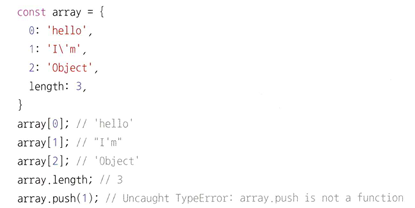 const array = {
0: 'hello',
1: 'I\'m',
2: 'Object',
length: 3,
}
array[0]; // 'hello'
array[1]; // "I'm"
array[2]; // 'Object'
array.length; // 3
array.push(1); // Uncaught TypeError: array.push is not a function